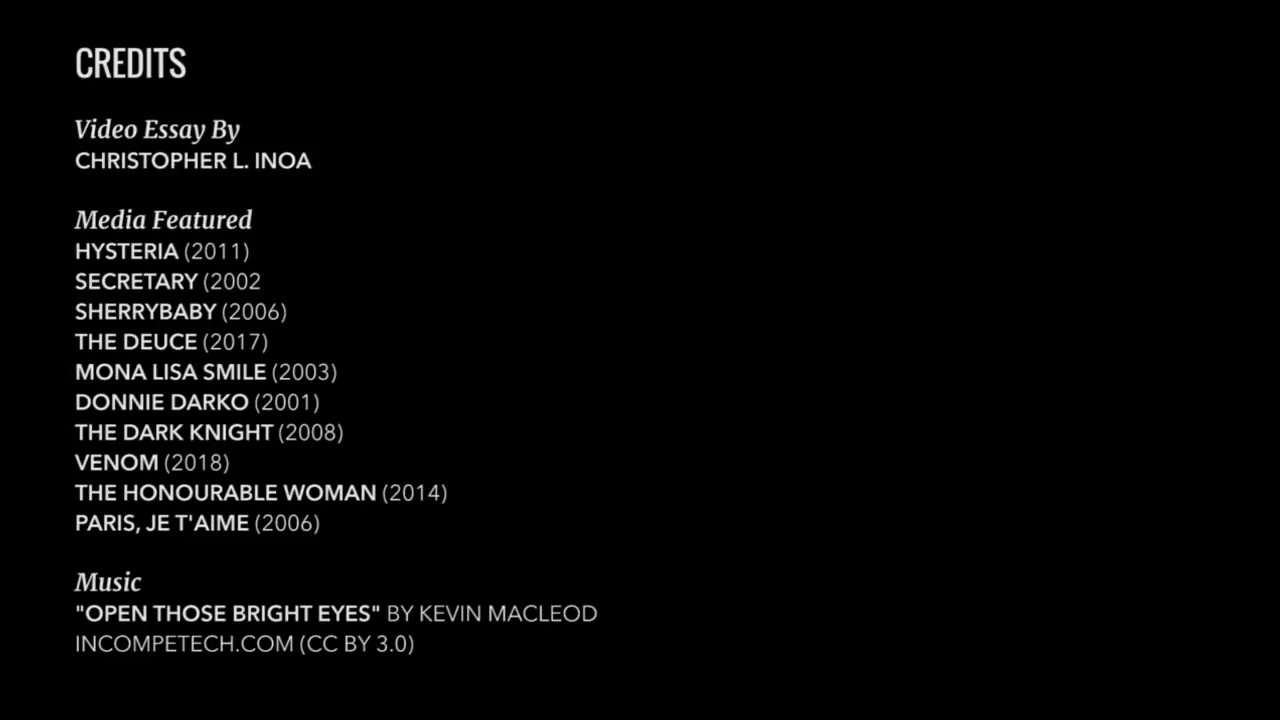 CREDITS
Video Essay By
CHRISTOPHER L. INOA
Media Featured
HYSTERIA (2011)
SECRETARY (2002
SHERRYBABY (2006)
THE DEUCE (2017)
MONA LISA SMILE (2003)
DONNIE DARKO (2001)
THE DARK KNIGHT (2008)
VENOM (2018)
THE HONOURABLE WOMAN (2014)
PARIS, JE T'AIME (2006)
Music
"OPEN THOSE BRIGHT EYES" BY KEVIN MACLEOD
INCOMPETECH.COM (CC BY 3.0)